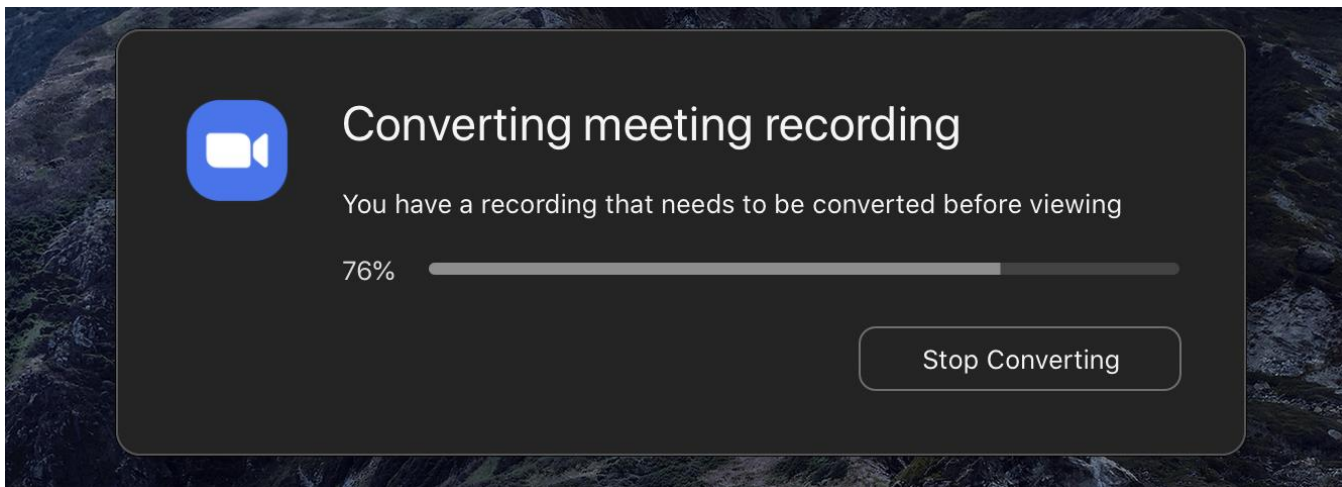 Converting meeting recording
You have a recording that needs to be converted before viewing
76%
Stop Converting